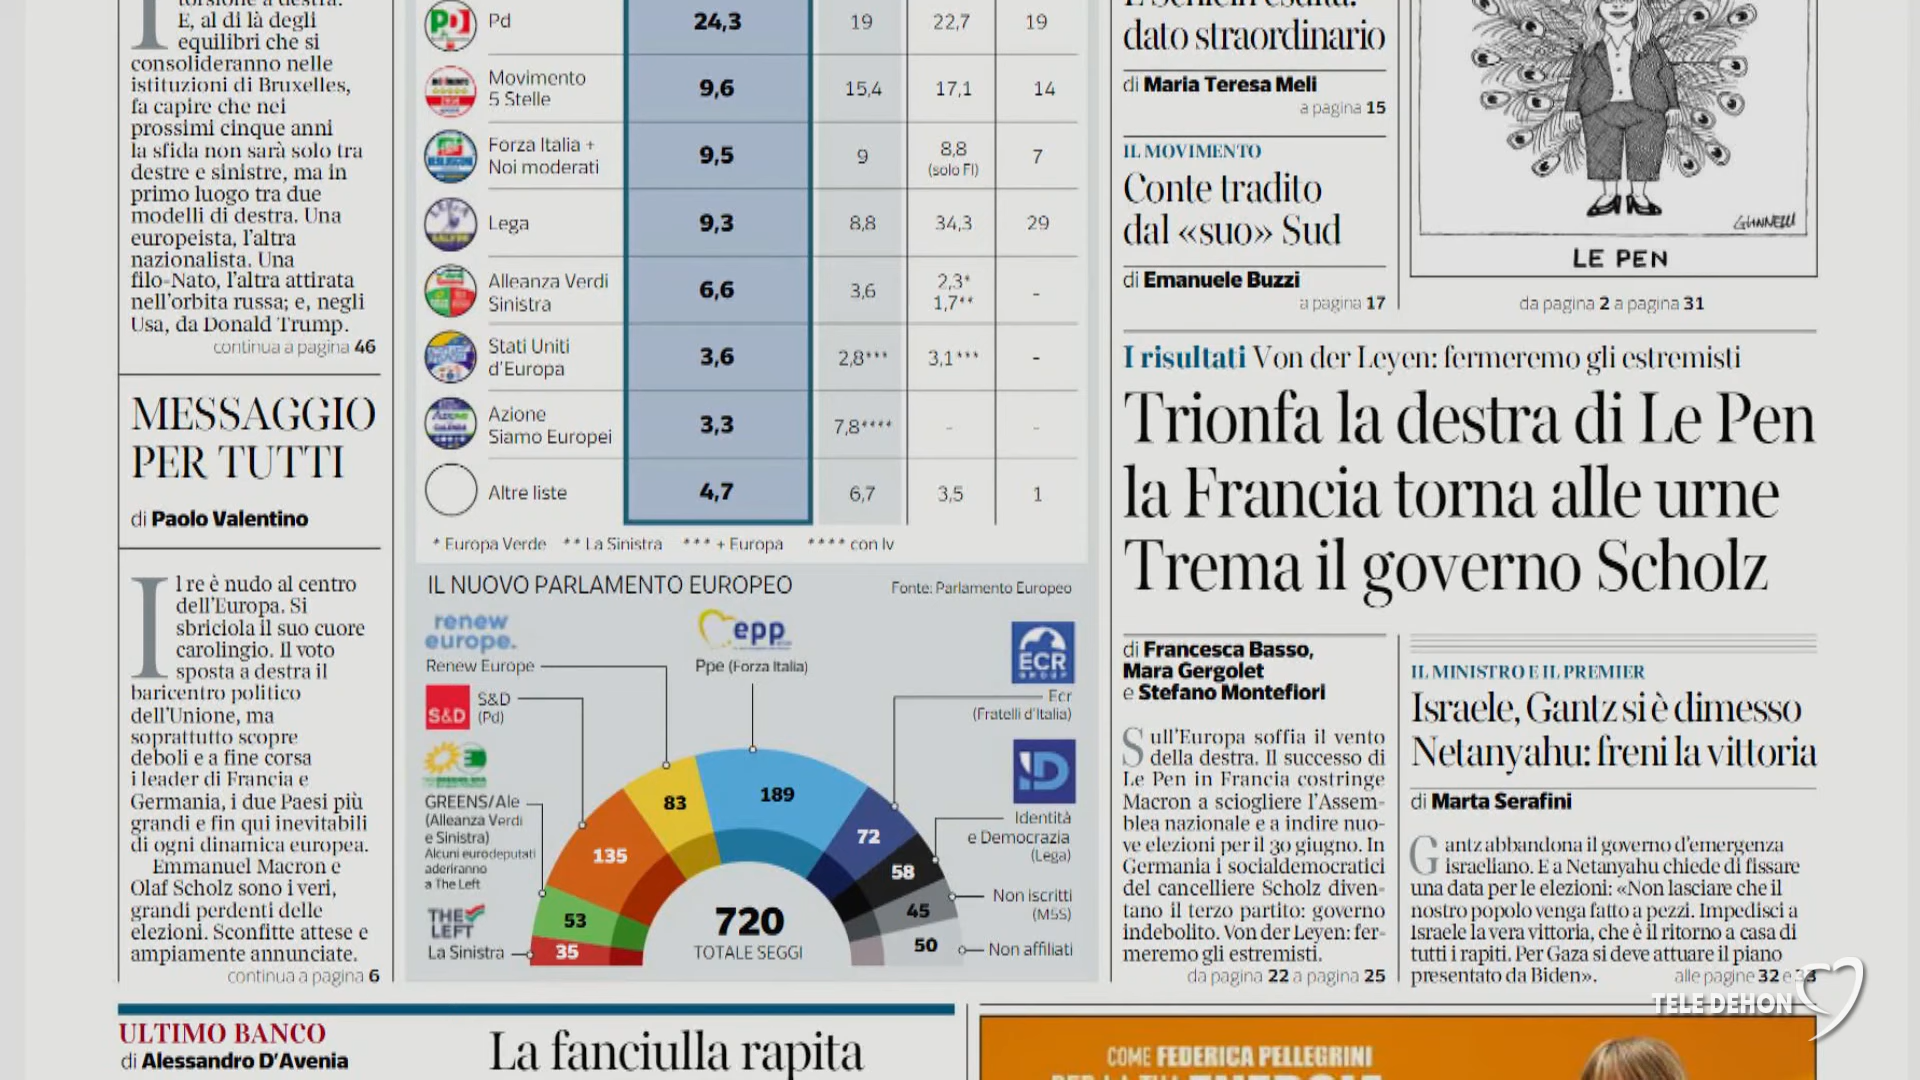 E, al di là degli
equilibri che si
consolideranno nelle
istituzioni di Bruxelles,
fa capire che nei
prossimi cinque anni
la sfida non sarà solo tra
destre e sinistre, ma in
primo luogo tra due
modelli di destra. Una
europeista, l'altra
nazionalista. Una
filo-Nato, l'altra attirata
nell'orbita russa; e, negli
Usa, da Donald Trump.
continua a pagina 46
MESSAGGIO
PER TUTTI
di Paolo Valentino
Il re è nudo al centro
dell'Europa. Si
sbriciola il suo cuore
carolingio. Il voto
sposta a destra il
baricentro politico
dell'Unione, ma
soprattutto scopre
deboli e a fine corsa
i leader di Francia e
Germania, i due Paesi più
grandi e fin qui inevitabili
di ogni dinamica europea.
Emmanuel Macron e
Olaf Scholz sono i veri,
grandi perdenti delle
elezioni. Sconfitte attese e
ampiamente annunciate.
continua a pagina 6
Pd 24,3 19 22,7 19
Movimento
5 Stelle 9,6 15,4 17,1 14
Forza Italia +
Noi moderati 9,5 9 8,8 (solo FI) 7
Lega 9,3 8,8 34,3 29
Alleanza Verdi
Sinistra 6,6 3,6 2,3* 1,7** -
Stati Uniti
d'Europa 3,6 2,8*** 3,1*** -
Azione
Siamo Europei 3,3 7,8**** - -
Altre liste 4,7 6,7 3,5 1
* Europa Verde ** La Sinistra *** + Europa **** con Iv
IL NUOVO PARLAMENTO EUROPEO
Fonte: Parlamento Europeo
renew
europe.
Renew Europe
epp
Ppe (Forza Italia)
ECR
GROUP
Ecr
(Fratelli d'Italia)
S&D
S&D
(Pd)
ID
Identità
e Democrazia
(Lega)
GREENS/Ale
(Alleanza Verdi
e Sinistra)
Alcuni eurodeputati
aderiranno
a The Left
THE
LEFT
La Sinistra
Non iscritti
(M5S)
Non affiliati
35
53
135
83
189
72
58
45
50
720
TOTALE SEGGI
dato straordinario
di Maria Teresa Meli
a pagina 15
IL MOVIMENTO
Conte tradito
dal «suo» Sud
di Emanuele Buzzi
a pagina 17
GIANNELLI
LE PEN
da pagina 2 a pagina 31
I risultati Von der Leyen: fermeremo gli estremisti
Trionfa la destra di Le Pen
la Francia torna alle urne
Trema il governo Scholz
di Francesca Basso,
Mara Gergolet
e Stefano Montefiori
Sull'Europa soffia il vento
della destra. Il successo di
Le Pen in Francia costringe
Macron a sciogliere l'Assem-
blea nazionale e a indire nuo-
ve elezioni per il 30 giugno. In
Germania i socialdemocratici
del cancelliere Scholz diven-
tano il terzo partito: governo
indebolito. Von der Leyen: fer-
meremo gli estremisti.
da pagina 22 a pagina 25
IL MINISTRO E IL PREMIER
Israele, Gantz si è dimesso
Netanyahu: freni la vittoria
di Marta Serafini
Gantz abbandona il governo d'emergenza
israeliano. E a Netanyahu chiede di fissare
una data per le elezioni: «Non lasciare che il
nostro popolo venga fatto a pezzi. Impedisci a
Israele la vera vittoria, che è il ritorno a casa di
tutti i rapiti. Per Gaza si deve attuare il piano
presentato da Biden».
alle pagine 32 e 33
TELE DEHON
ULTIMO BANCO
di Alessandro D'Avenia
La fanciulla rapita
COME FEDERICA PELLEGRINI